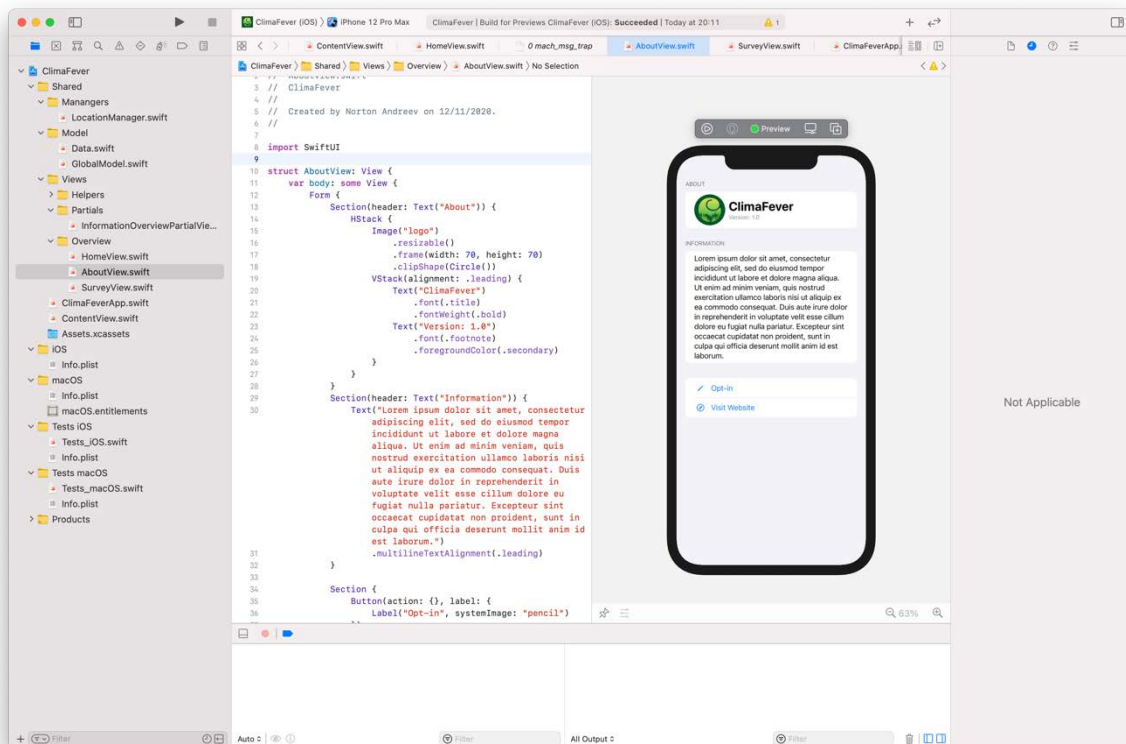 ClimaFever (iOS) 〉 iPhone 12 Pro Max
ClimaFever | Build for Previews ClimaFever (iOS): Succeeded | Today at 20:11
1
ContentView.swift
HomeView.swift
0 mach_msg_trap
AboutView.swift
SurveyView.swift
ClimaFeverApp.
ClimaFever 〉 Shared 〉 Views 〉 Overview 〉 AboutView.swift 〉 No Selection
ClimaFever
Shared
Manangers
LocationManager.swift
Model
Data.swift
GlobalModel.swift
Views
Helpers
Partials
InformationOverviewPartialVie...
Overview
HomeView.swift
AboutView.swift
SurveyView.swift
ClimaFeverApp.swift
ContentView.swift
Assets.xcassets
iOS
Info.plist
macOS
Info.plist
macOS.entitlements
Tests iOS
Tests_iOS.swift
Info.plist
Tests macOS
Tests_macOS.swift
Info.plist
Products
Filter
2 // AboutView.swift
3 // ClimaFever
4 //
5 // Created by Norton Andreev on 12/11/2020.
6 //
7
8 import SwiftUI
9
10 struct AboutView: View {
11 var body: some View {
12 Form {
13 Section(header: Text("About")) {
14 HStack {
15 Image("logo")
16 .resizable()
17 .frame(width: 70, height: 70)
18 .clipShape(Circle())
19 VStack(alignment: .leading) {
20 Text("ClimaFever")
21 .font(.title)
22 .fontWeight(.bold)
23 Text("Version: 1.0")
24 .font(.footnote)
25 .foregroundColor(.secondary)
26 }
27 }
28 }
29 Section(header: Text("Information")) {
30 Text("Lorem ipsum dolor sit amet, consectetur
adipiscing elit, sed do eiusmod tempor
incididunt ut labore et dolore magna
aliqua. Ut enim ad minim veniam, quis
nostrud exercitation ullamco laboris nisi
ut aliquip ex ea commodo consequat. Duis
aute irure dolor in reprehenderit in
voluptate velit esse cillum dolore eu
fugiat nulla pariatur. Excepteur sint
occaecat cupidatat non proident, sunt in
culpa qui officia deserunt mollit anim id
est laborum.")
31 .multilineTextAlignment(.leading)
32 }
33
34 Section {
35 Button(action: {}, label: {
36 Label("Opt-in", systemImage: "pencil")
Preview
ABOUT
ClimaFever
Version: 1.0
INFORMATION
Lorem ipsum dolor sit amet, consectetur
adipiscing elit, sed do eiusmod tempor
incididunt ut labore et dolore magna aliqua.
Ut enim ad minim veniam, quis nostrud
exercitation ullamco laboris nisi ut aliquip ex
ea commodo consequat. Duis aute irure dolor
in reprehenderit in voluptate velit esse cillum
dolore eu fugiat nulla pariatur. Excepteur sint
occaecat cupidatat non proident, sunt in
culpa qui officia deserunt mollit anim id est
laborum.
Opt-in
Visit Website
63%
Auto
Filter
All Output
Filter
Not Applicable